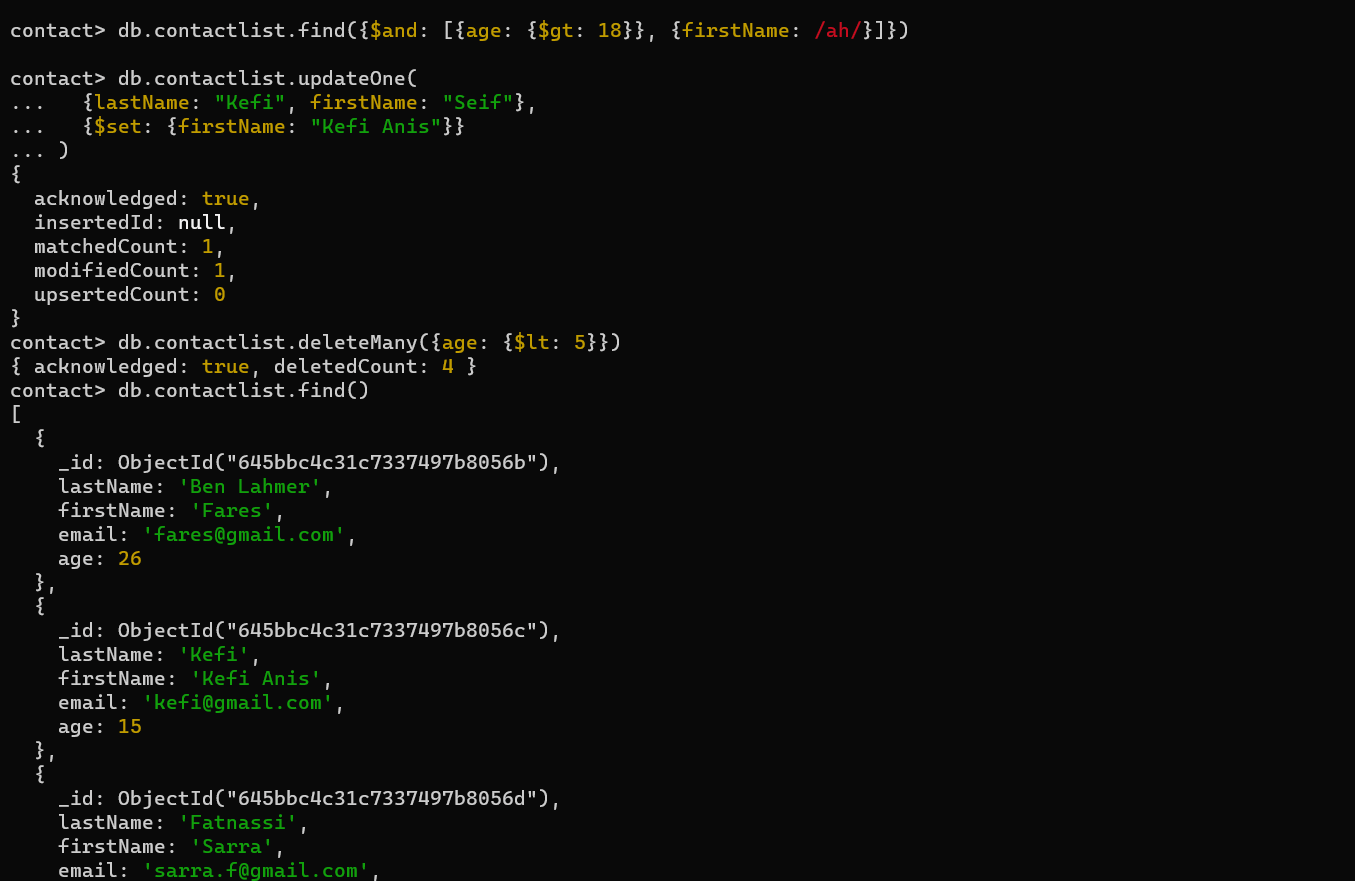 contact> db.contactlist.find({$and: [{age: {$gt: 18}}, {firstName: /ah/}]})

contact> db.contactlist.updateOne(
...   {lastName: "Kefi", firstName: "Seif"},
...   {$set: {firstName: "Kefi Anis"}}
... )
{
  acknowledged: true,
  insertedId: null,
  matchedCount: 1,
  modifiedCount: 1,
  upsertedCount: 0
}
contact> db.contactlist.deleteMany({age: {$lt: 5}})
{ acknowledged: true, deletedCount: 4 }
contact> db.contactlist.find()
[
  {
    _id: ObjectId("645bbc4c31c7337497b8056b"),
    lastName: 'Ben Lahmer',
    firstName: 'Fares',
    email: 'fares@gmail.com',
    age: 26
  },
  {
    _id: ObjectId("645bbc4c31c7337497b8056c"),
    lastName: 'Kefi',
    firstName: 'Kefi Anis',
    email: 'kefi@gmail.com',
    age: 15
  },
  {
    _id: ObjectId("645bbc4c31c7337497b8056d"),
    lastName: 'Fatnassi',
    firstName: 'Sarra',
    email: 'sarra.f@gmail.com',